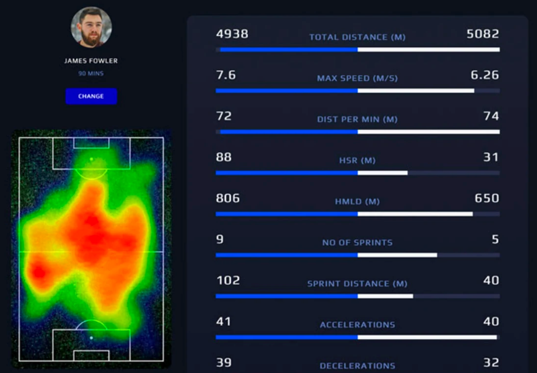 JAMES FOWLER
90 MINS
CHANGE
4938 TOTAL DISTANCE (M) 5082
7.6 MAX SPEED (M/S) 6.26
72 DIST PER MIN (M) 74
88 HSR (M) 31
806 HMLD (M) 650
9 NO OF SPRINTS 5
102 SPRINT DISTANCE (M) 40
41 ACCELERATIONS 40
39 DECELERATIONS 32